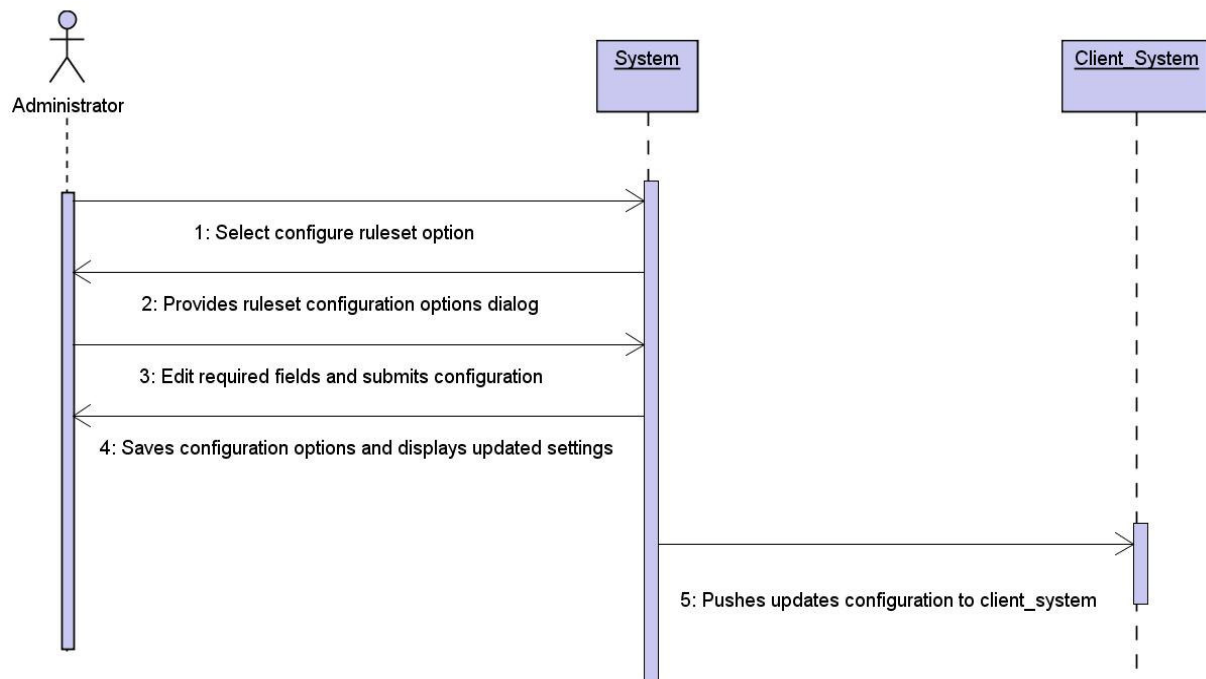 Administrator
System
Client_System
1: Select configure ruleset option
2: Provides ruleset configuration options dialog
3: Edit required fields and submits configuration
4: Saves configuration options and displays updated settings
5: Pushes updates configuration to client_system